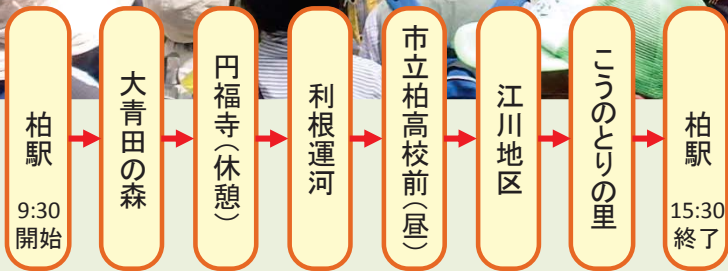 柏駅
9:30
開始
大青田の森
円福寺(休憩)
利根運河
市立柏高校前(昼)
江川地区
こうのとりの里
柏駅
15:30
終了